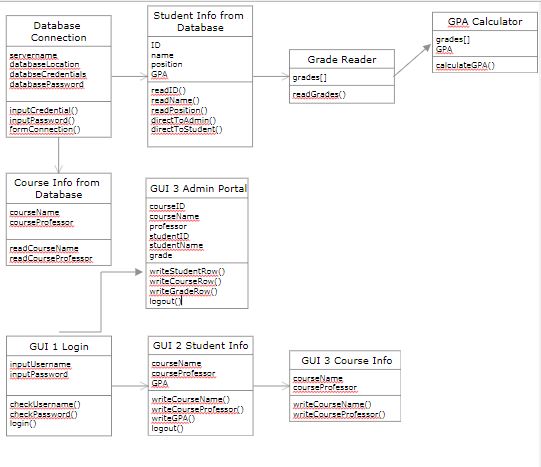 Database
Connection
servername
databaseLocation
databseCredentials
databasePassword
inputCredential()
inputPassword()
formConnection()
Student Info from
Database
ID
name
position
GPA
readID()
readName()
readPosition()
directToAdmin()
directToStudent()
Grade Reader
grades[]
readGrades()
GPA Calculator
grades[]
GPA
calculateGPA()
Course Info from
Database
courseName
courseProfessor
readCourseName
readCourseProfessor
GUI 3 Admin Portal
courseID
courseName
professor
studentID
studentName
grade
writeStudentRow()
writeCourseRow()
writeGradeRow()
logout()
GUI 1 Login
inputUsername
inputPassword
checkUsername()
checkPassword()
login()
GUI 2 Student Info
courseName
courseProfessor
GPA
writeCourseName()
writeCourseProfessor()
writeGPA()
logout()
GUI 3 Course Info
courseName
courseProfessor
writeCourseName()
writeCourseProfessor()